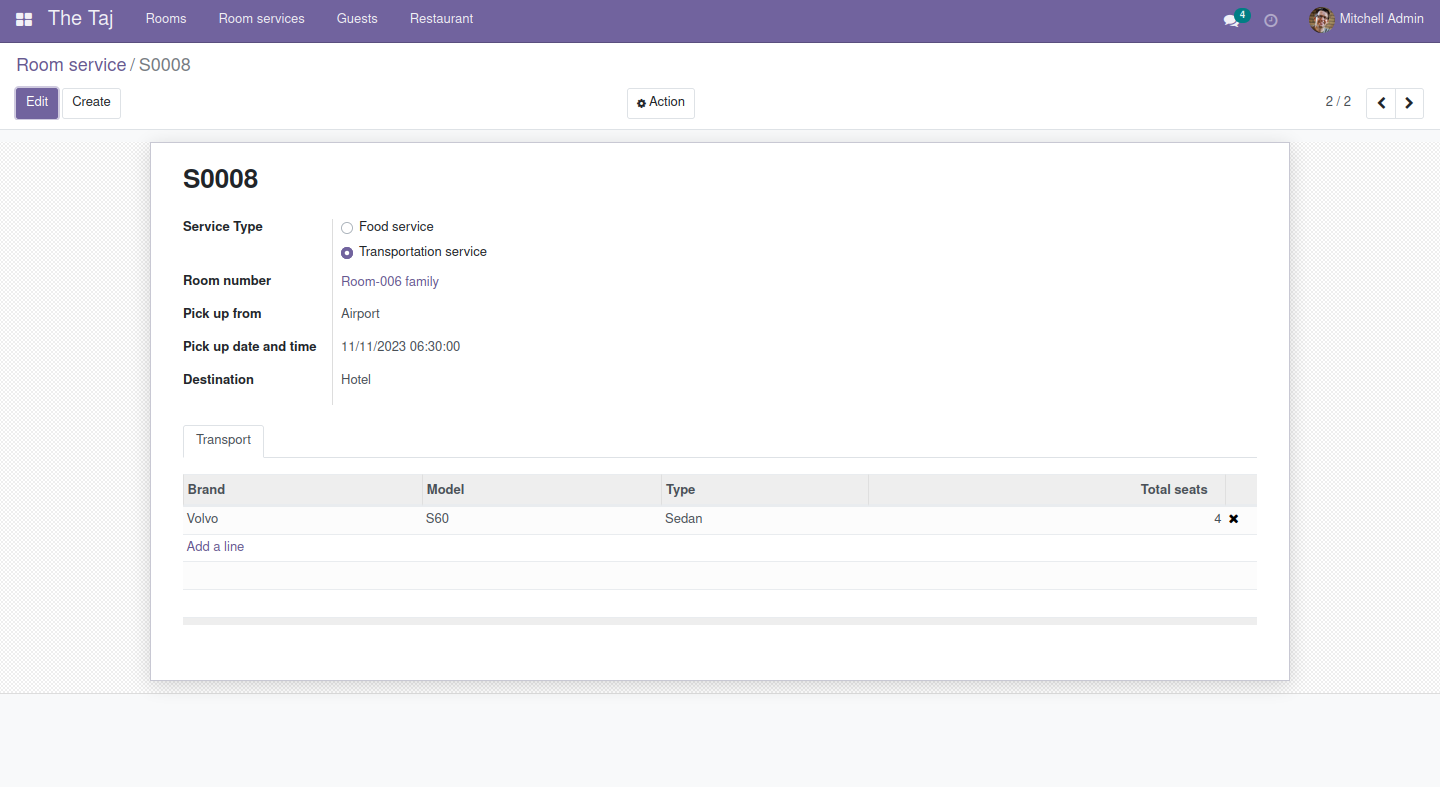 The Taj Rooms Room services Guests Restaurant 4 Mitchell Admin
Room service / S0008
Edit Create Action 2 / 2
S0008
Service Type Food service
Transportation service
Room number Room-006 family
Pick up from Airport
Pick up date and time 11/11/2023 06:30:00
Destination Hotel
Transport
Brand Model Type Total seats
Volvo S60 Sedan 4
Add a line